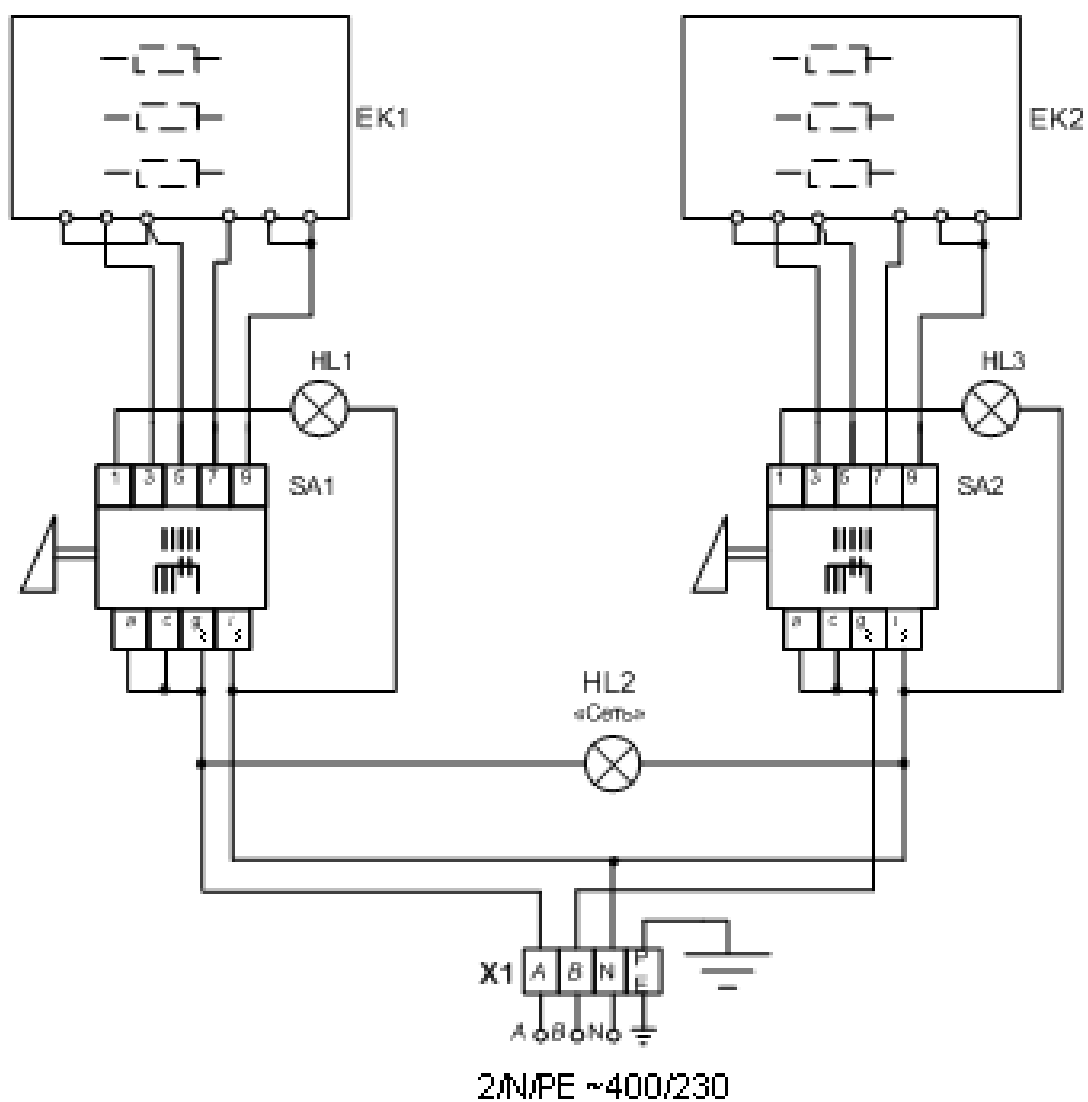 EK1
EK2
HL1
HL3
1 3 5 7 9
SA1
1 3 5 7 9
SA2
a c g i
a c g i
HL2
«Сеть»
X1 A B N PE
A B N
2/N/PE ~400/230